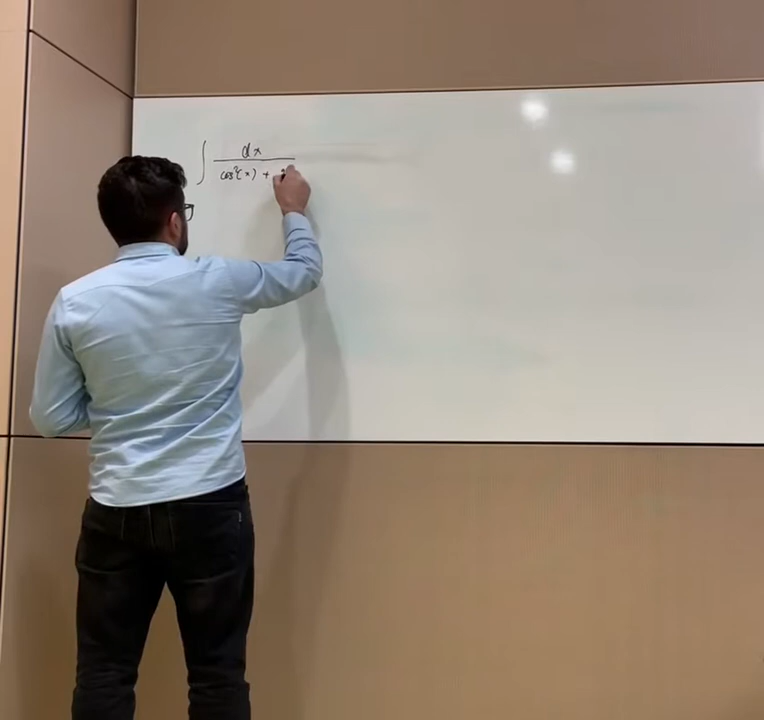 ∫ dx
cos²(x) +